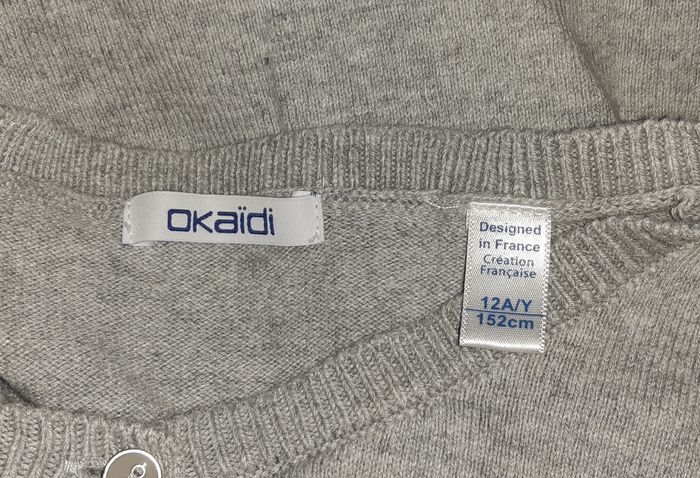 okaïdi
Designed
in France
Création
Française
12A/Y
152cm